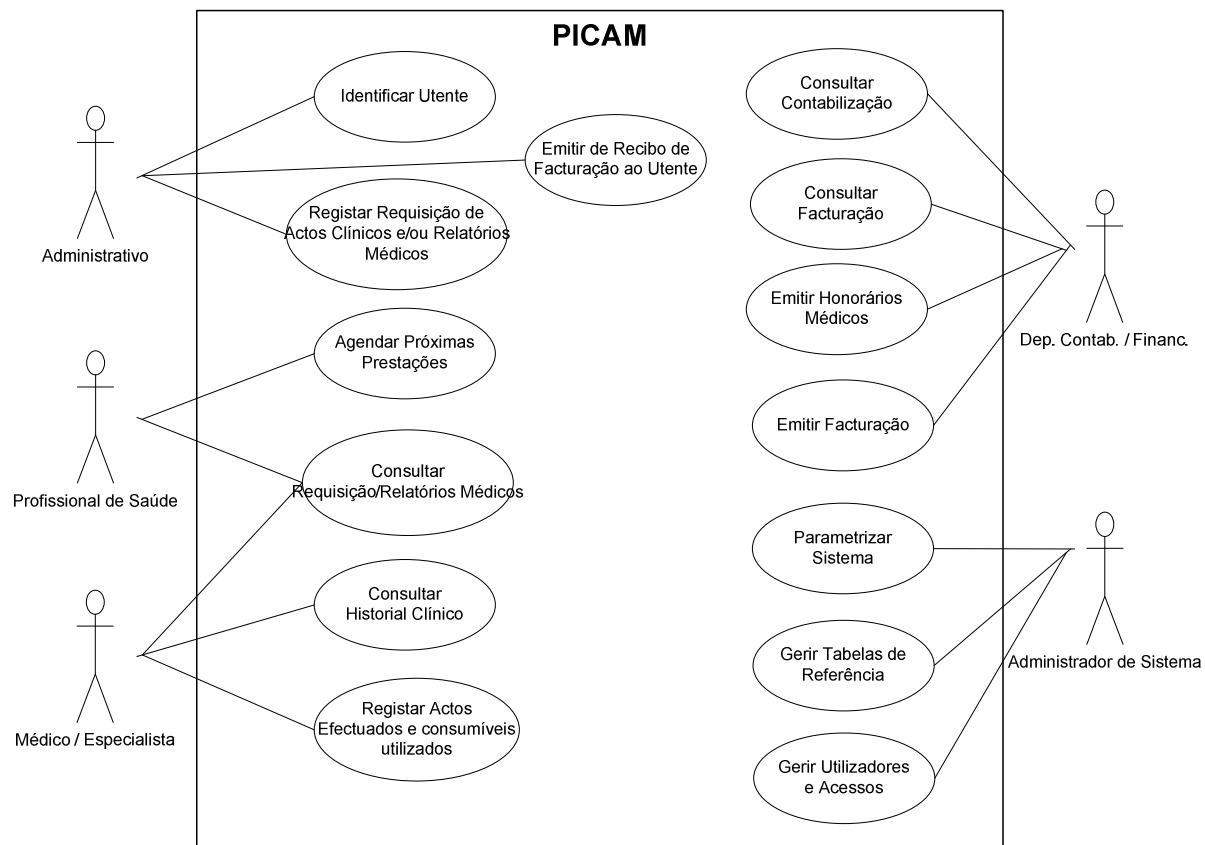 PICAM
Identificar Utente
Emitir de Recibo de
Facturação ao Utente
Registar Requisição de
Actos Clínicos e/ou Relatórios
Médicos
Administrativo
Agendar Próximas
Prestações
Consultar
Requisição/Relatórios Médicos
Profissional de Saúde
Consultar
Historial Clínico
Registar Actos
Efectuados e consumíveis
utilizados
Médico / Especialista
Consultar
Contabilização
Consultar
Facturação
Emitir Honorários
Médicos
Emitir Facturação
Dep. Contab. / Financ.
Parametrizar
Sistema
Gerir Tabelas de
Referência
Gerir Utilizadores
e Acessos
Administrador de Sistema